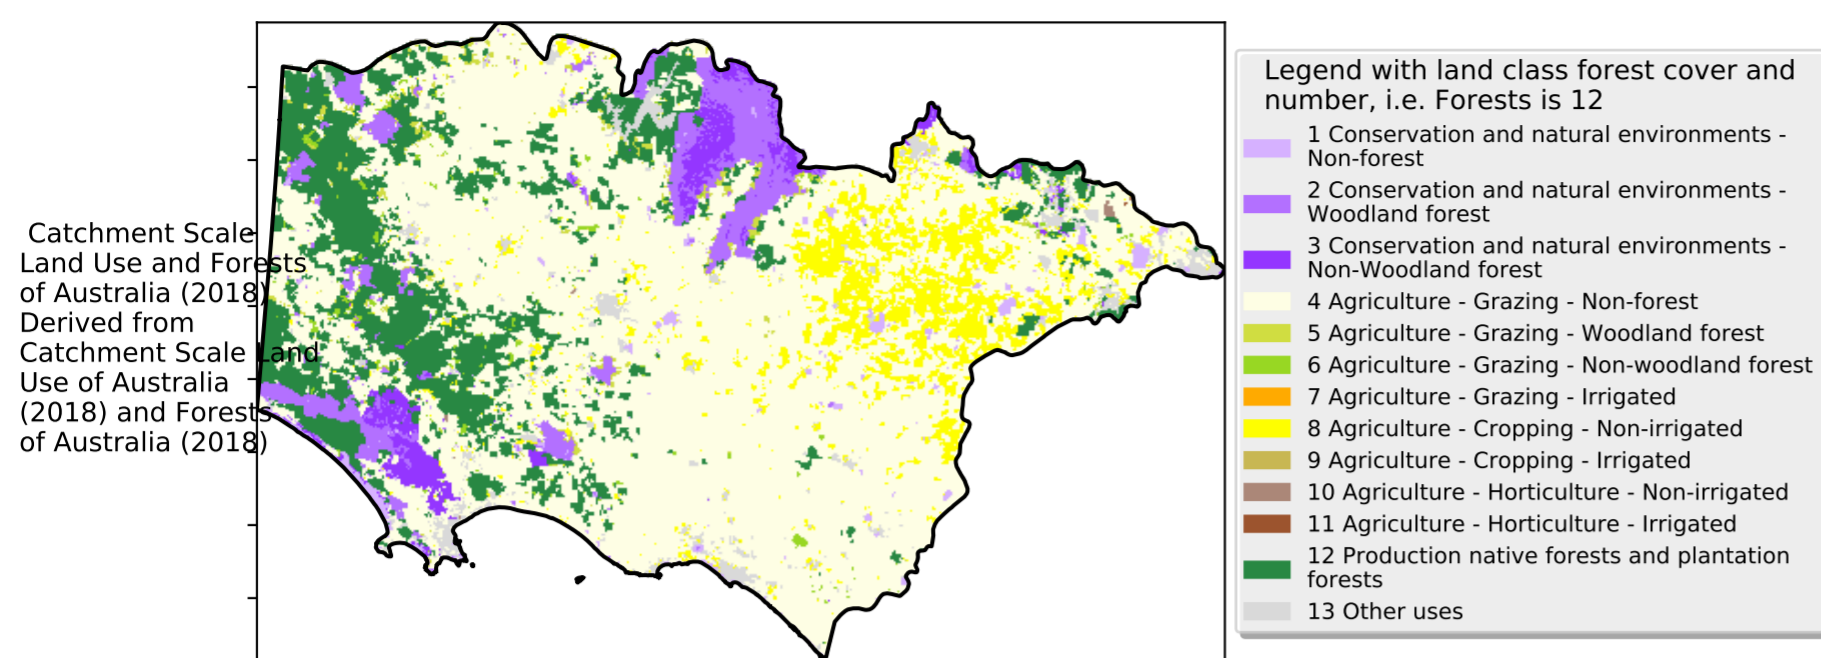 Catchment Scale
Land Use and Forests
of Australia (2018)
Derived from
Catchment Scale Land
Use of Australia
(2018) and Forests
of Australia (2018)
Legend with land class forest cover and
number, i.e. Forests is 12
1 Conservation and natural environments -
Non-forest
2 Conservation and natural environments -
Woodland forest
3 Conservation and natural environments -
Non-Woodland forest
4 Agriculture - Grazing - Non-forest
5 Agriculture - Grazing - Woodland forest
6 Agriculture - Grazing - Non-woodland forest
7 Agriculture - Grazing - Irrigated
8 Agriculture - Cropping - Non-irrigated
9 Agriculture - Cropping - Irrigated
10 Agriculture - Horticulture - Non-irrigated
11 Agriculture - Horticulture - Irrigated
12 Production native forests and plantation
forests
13 Other uses